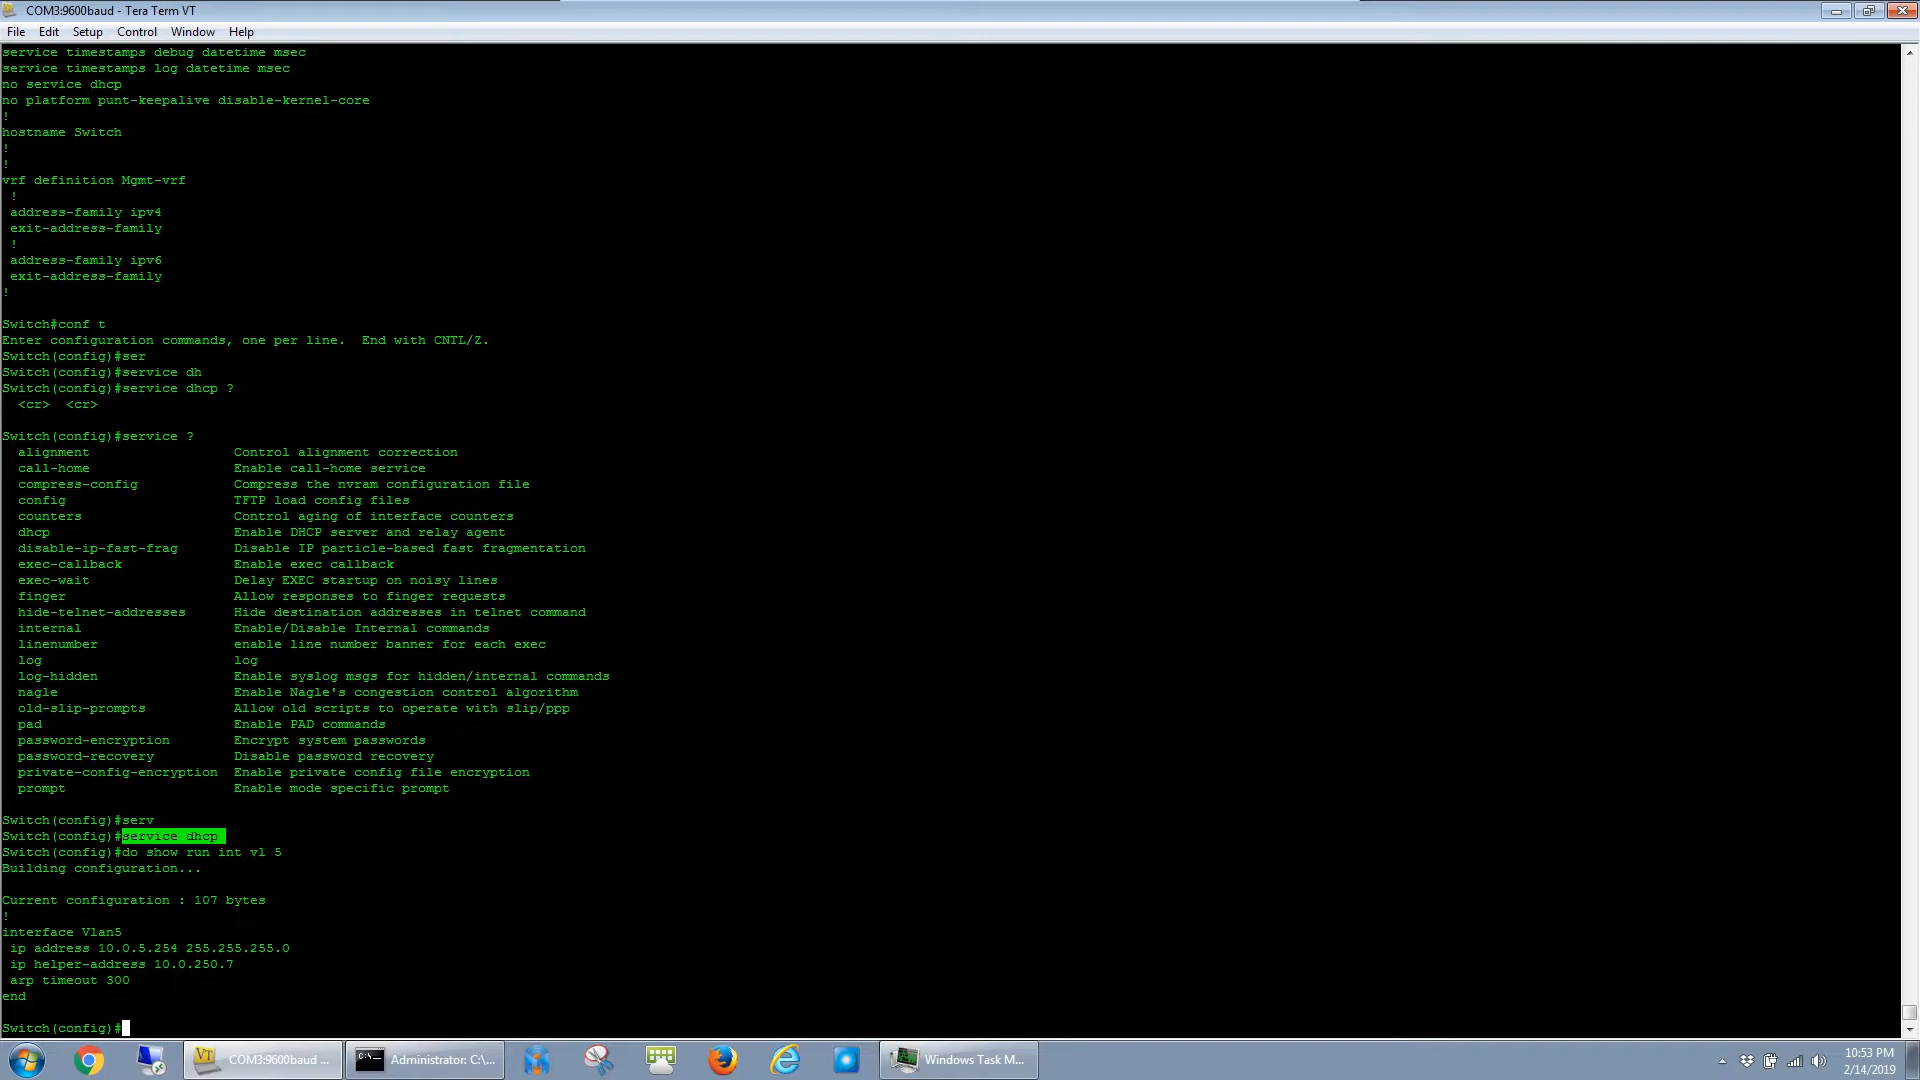 COM3:9600baud - Tera Term VT
File Edit Setup Control Window Help
service timestamps debug datetime msec
service timestamps log datetime msec
no service dhcp
no platform punt-keepalive disable-kernel-core
!
hostname Switch
!
!
vrf definition Mgmt-vrf
 !
 address-family ipv4
 exit-address-family
 !
 address-family ipv6
 exit-address-family
!
Switch#conf t
Enter configuration commands, one per line.  End with CNTL/Z.
Switch(config)#ser
Switch(config)#service dh
Switch(config)#service dhcp ?
  <cr>  <cr>
Switch(config)#service ?
  alignment                  Control alignment correction
  call-home                  Enable call-home service
  compress-config            Compress the nvram configuration file
  config                     TFTP load config files
  counters                   Control aging of interface counters
  dhcp                       Enable DHCP server and relay agent
  disable-ip-fast-frag       Disable IP particle-based fast fragmentation
  exec-callback              Enable exec callback
  exec-wait                  Delay EXEC startup on noisy lines
  finger                     Allow responses to finger requests
  hide-telnet-addresses      Hide destination addresses in telnet command
  internal                   Enable/Disable Internal commands
  linenumber                 enable line number banner for each exec
  log                        log
  log-hidden                 Enable syslog msgs for hidden/internal commands
  nagle                      Enable Nagle's congestion control algorithm
  old-slip-prompts           Allow old scripts to operate with slip/ppp
  pad                        Enable PAD commands
  password-encryption        Encrypt system passwords
  password-recovery          Disable password recovery
  private-config-encryption  Enable private config file encryption
  prompt                     Enable mode specific prompt
Switch(config)#serv
Switch(config)#service dhcp
Switch(config)#do show run int vl 5
Building configuration...
Current configuration : 107 bytes
!
interface Vlan5
 ip address 10.0.5.254 255.255.255.0
 ip helper-address 10.0.250.7
 arp timeout 300
end
Switch(config)#
VT COM3:9600baud ... C:\ Administrator: C:\... Windows Task M... 10:53 PM
2/14/2019